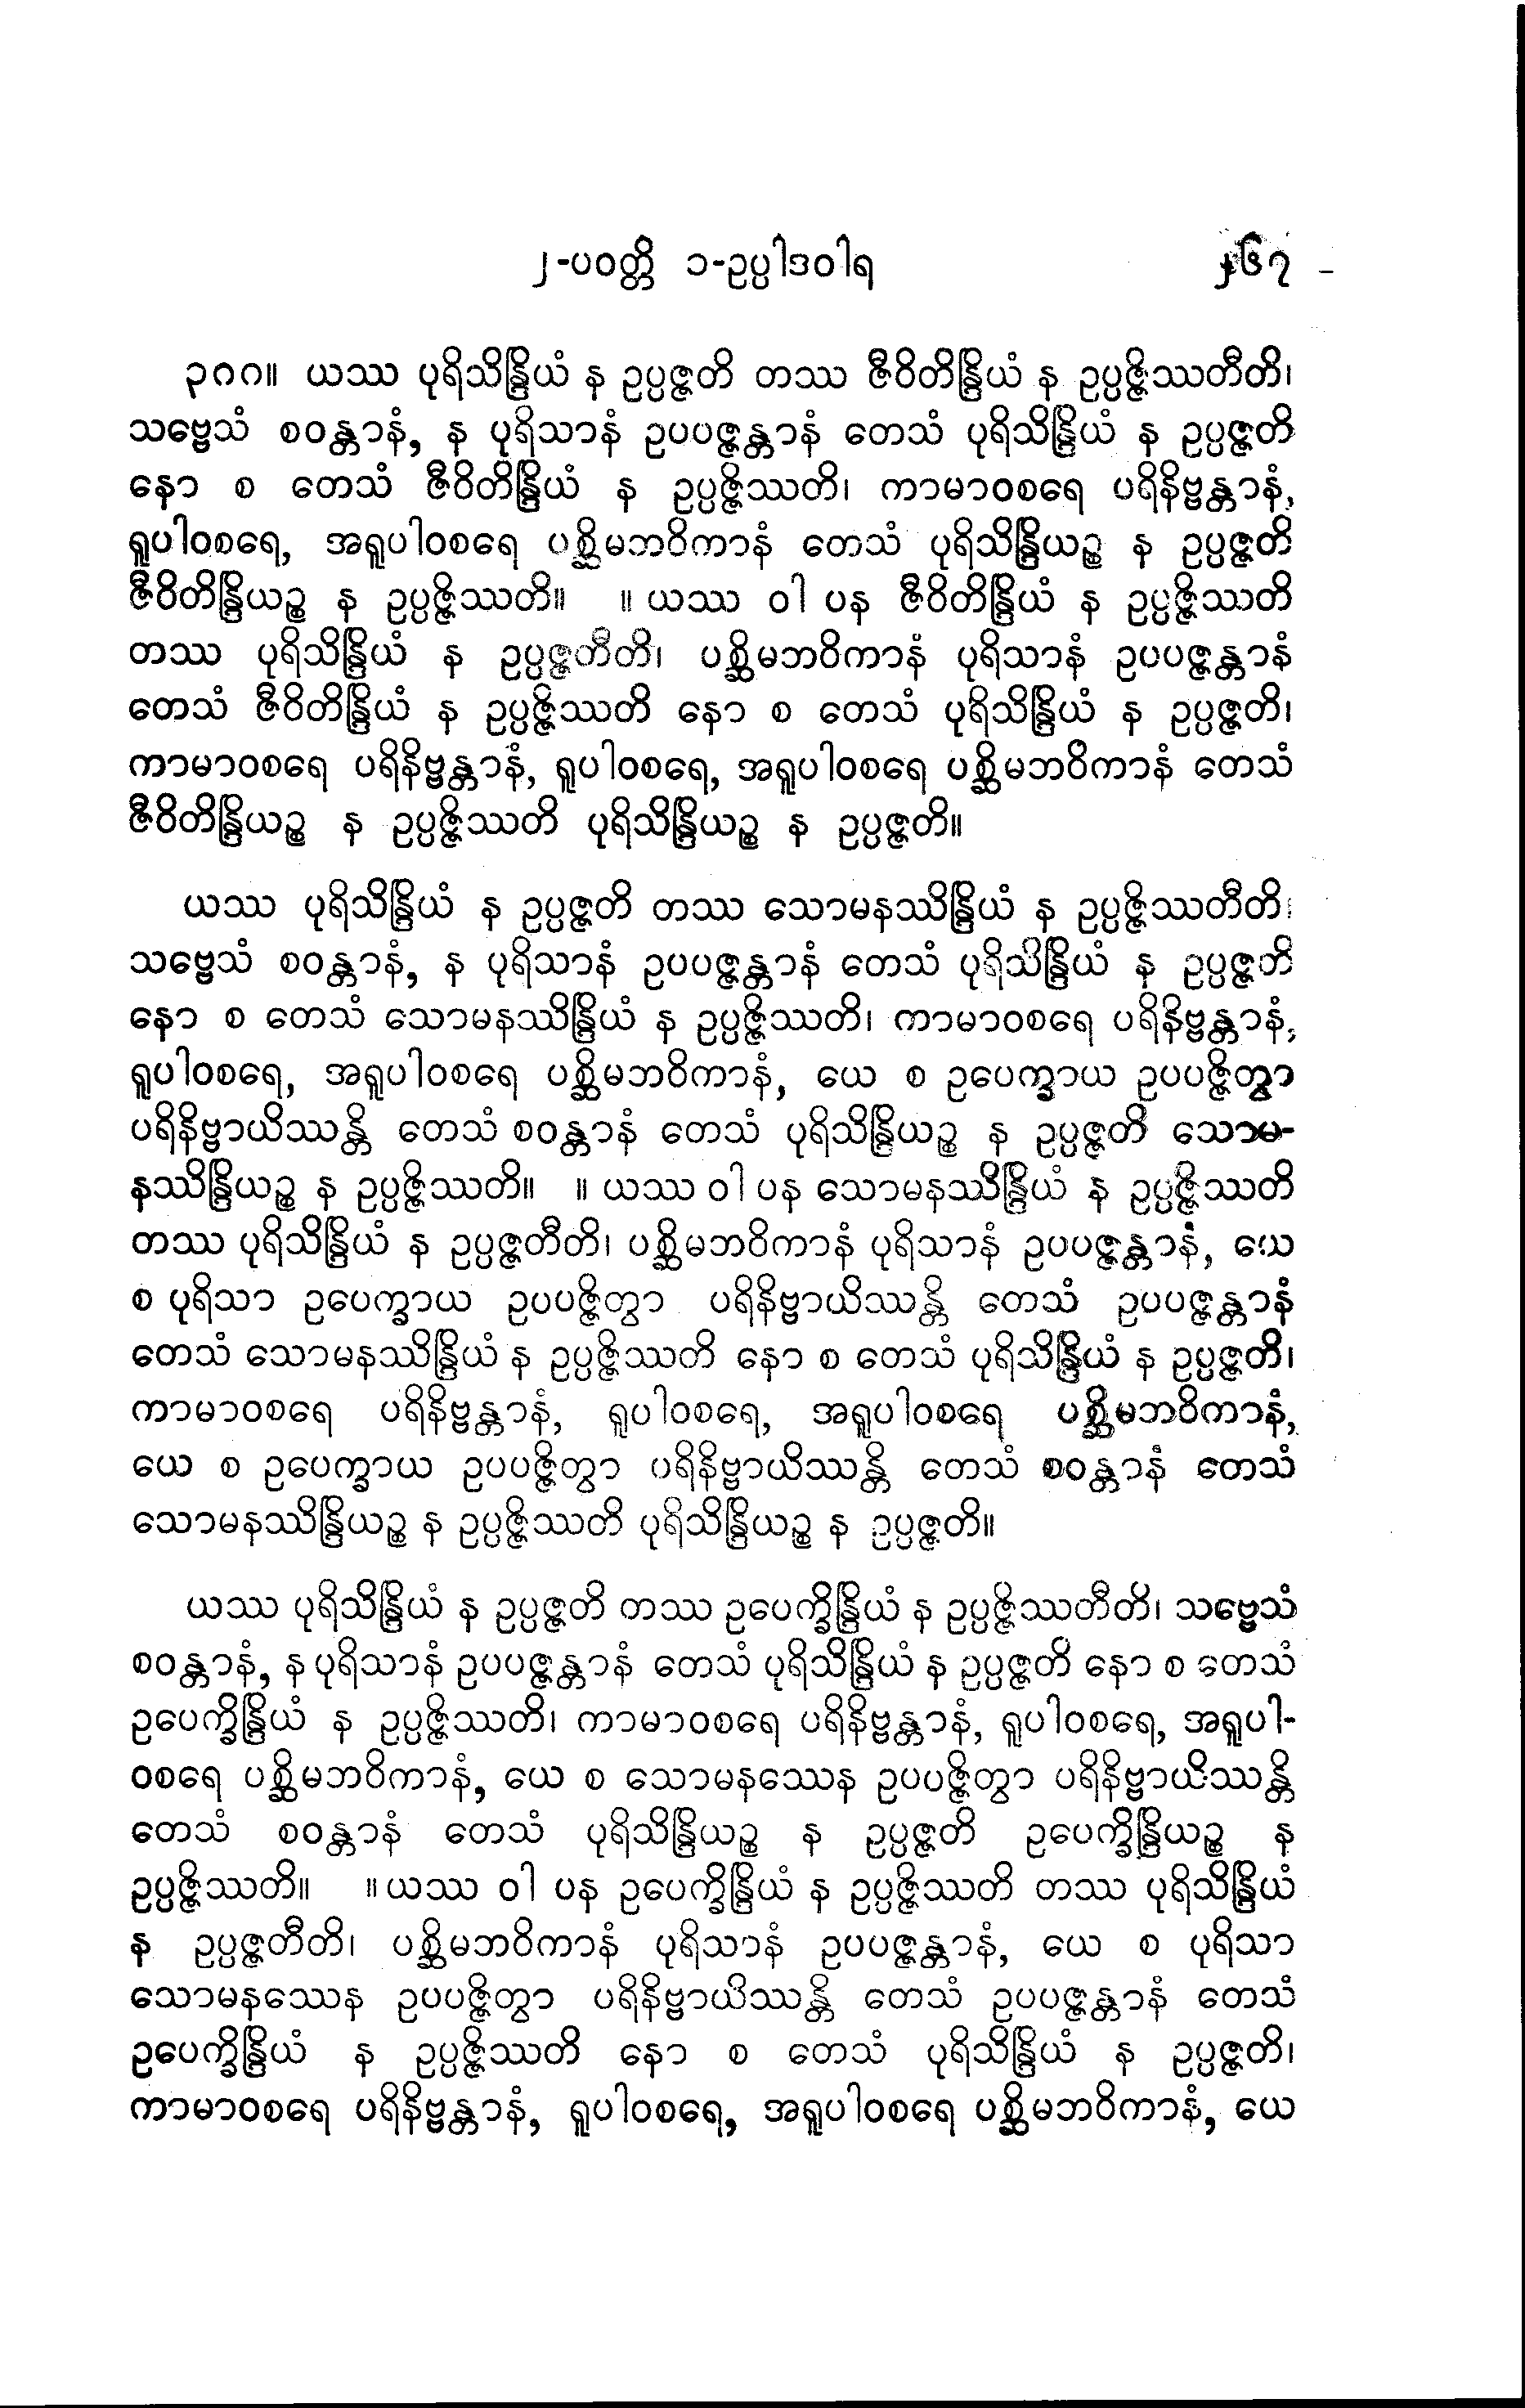 ၂-ပဝတ္တိ ၁-ဥပ္ပါဒဝါရ ၂၆၇
၃၈၈။ ယဿ ပုရိသိန္ဒြိယံ န ဥပ္ပဇ္ဇတိ တဿ ဇီဝိတိန္ဒြိယံ န ဥပ္ပဇ္ဇိဿတီတိ၊
သဗ္ဗေသံ စဝန္တာနံ, န ပုရိသာနံ ဥပပဇ္ဇန္တာနံ တေသံ ပုရိသိန္ဒြိယံ န ဥပ္ပဇ္ဇတိ
နော စ တေသံ ဇီဝိတိန္ဒြိယံ န ဥပ္ပဇ္ဇိဿတိ၊ ကာမာဝစရေ ပရိနိဗ္ဗန္တာနံ,
ရူပါဝစရေ, အရူပါဝစရေ ပစ္ဆိမဘဝိကာနံ တေသံ ပုရိသိန္ဒြိယဉ္စ န ဥပ္ပဇ္ဇတိ
ဇီဝိတိန္ဒြိယဉ္စ န ဥပ္ပဇ္ဇိဿတိ။ ။ ယဿ ဝါ ပန ဇီဝိတိန္ဒြိယံ န ဥပ္ပဇ္ဇိဿတိ
တဿ ပုရိသိန္ဒြိယံ န ဥပ္ပဇ္ဇတီတိ၊ ပစ္ဆိမဘဝိကာနံ ပုရိသာနံ ဥပပဇ္ဇန္တာနံ
တေသံ ဇီဝိတိန္ဒြိယံ န ဥပ္ပဇ္ဇိဿတိ နော စ တေသံ ပုရိသိန္ဒြိယံ န ဥပ္ပဇ္ဇတိ၊
ကာမာဝစရေ ပရိနိဗ္ဗန္တာနံ, ရူပါဝစရေ, အရူပါဝစရေ ပစ္ဆိမဘဝိကာနံ တေသံ
ဇီဝိတိန္ဒြိယဉ္စ န ဥပ္ပဇ္ဇိဿတိ ပုရိသိန္ဒြိယဉ္စ န ဥပ္ပဇ္ဇတိ။
ယဿ ပုရိသိန္ဒြိယံ န ဥပ္ပဇ္ဇတိ တဿ သောမနဿိန္ဒြိယံ န ဥပ္ပဇ္ဇိဿတီတိ၊
သဗ္ဗေသံ စဝန္တာနံ, န ပုရိသာနံ ဥပပဇ္ဇန္တာနံ တေသံ ပုရိသိန္ဒြိယံ န ဥပ္ပဇ္ဇတိ
နော စ တေသံ သောမနဿိန္ဒြိယံ န ဥပ္ပဇ္ဇိဿတိ၊ ကာမာဝစရေ ပရိနိဗ္ဗန္တာနံ,
ရူပါဝစရေ, အရူပါဝစရေ ပစ္ဆိမဘဝိကာနံ, ယေ စ ဥပေက္ခာယ ဥပပဇ္ဇိတွာ
ပရိနိဗ္ဗာယိဿန္တိ တေသံ စဝန္တာနံ တေသံ ပုရိသိန္ဒြိယဉ္စ န ဥပ္ပဇ္ဇတိ သောမ-
နဿိန္ဒြိယဉ္စ န ဥပ္ပဇ္ဇိဿတိ။ ။ ယဿ ဝါ ပန သောမနဿိန္ဒြိယံ န ဥပ္ပဇ္ဇိဿတိ
တဿ ပုရိသိန္ဒြိယံ န ဥပ္ပဇ္ဇတီတိ၊ ပစ္ဆိမဘဝိကာနံ ပုရိသာနံ ဥပပဇ္ဇန္တာနံ, ယေ
စ ပုရိသာ ဥပေက္ခာယ ဥပပဇ္ဇိတွာ ပရိနိဗ္ဗာယိဿန္တိ တေသံ ဥပပဇ္ဇန္တာနံ
တေသံ သောမနဿိန္ဒြိယံ န ဥပ္ပဇ္ဇိဿတိ နော စ တေသံ ပုရိသိန္ဒြိယံ န ဥပ္ပဇ္ဇတိ၊
ကာမာဝစရေ ပရိနိဗ္ဗန္တာနံ, ရူပါဝစရေ, အရူပါဝစရေ ပစ္ဆိမဘဝိကာနံ,
ယေ စ ဥပေက္ခာယ ဥပပဇ္ဇိတွာ ပရိနိဗ္ဗာယိဿန္တိ တေသံ စဝန္တာနံ တေသံ
သောမနဿိန္ဒြိယဉ္စ န ဥပ္ပဇ္ဇိဿတိ ပုရိသိန္ဒြိယဉ္စ န ဥပ္ပဇ္ဇတိ။
ယဿ ပုရိသိန္ဒြိယံ န ဥပ္ပဇ္ဇတိ တဿ ဥပေက္ခိန္ဒြိယံ န ဥပ္ပဇ္ဇိဿတီတိ၊ သဗ္ဗေသံ
စဝန္တာနံ, န ပုရိသာနံ ဥပပဇ္ဇန္တာနံ တေသံ ပုရိသိန္ဒြိယံ န ဥပ္ပဇ္ဇတိ နော စ တေသံ
ဥပေက္ခိန္ဒြိယံ န ဥပ္ပဇ္ဇိဿတိ၊ ကာမာဝစရေ ပရိနိဗ္ဗန္တာနံ, ရူပါဝစရေ, အရူပါ-
ဝစရေ ပစ္ဆိမဘဝိကာနံ, ယေ စ သောမနဿေန ဥပပဇ္ဇိတွာ ပရိနိဗ္ဗာယိဿန္တိ
တေသံ စဝန္တာနံ တေသံ ပုရိသိန္ဒြိယဉ္စ န ဥပ္ပဇ္ဇတိ ဥပေက္ခိန္ဒြိယဉ္စ န
ဥပ္ပဇ္ဇိဿတိ။ ။ ယဿ ဝါ ပန ဥပေက္ခိန္ဒြိယံ န ဥပ္ပဇ္ဇိဿတိ တဿ ပုရိသိန္ဒြိယံ
န ဥပ္ပဇ္ဇတီတိ၊ ပစ္ဆိမဘဝိကာနံ ပုရိသာနံ ဥပပဇ္ဇန္တာနံ, ယေ စ ပုရိသာ
သောမနဿေန ဥပပဇ္ဇိတွာ ပရိနိဗ္ဗာယိဿန္တိ တေသံ ဥပပဇ္ဇန္တာနံ တေသံ
ဥပေက္ခိန္ဒြိယံ န ဥပ္ပဇ္ဇိဿတိ နော စ တေသံ ပုရိသိန္ဒြိယံ န ဥပ္ပဇ္ဇတိ၊
ကာမာဝစရေ ပရိနိဗ္ဗန္တာနံ, ရူပါဝစရေ, အရူပါဝစရေ ပစ္ဆိမဘဝိကာနံ, ယေ